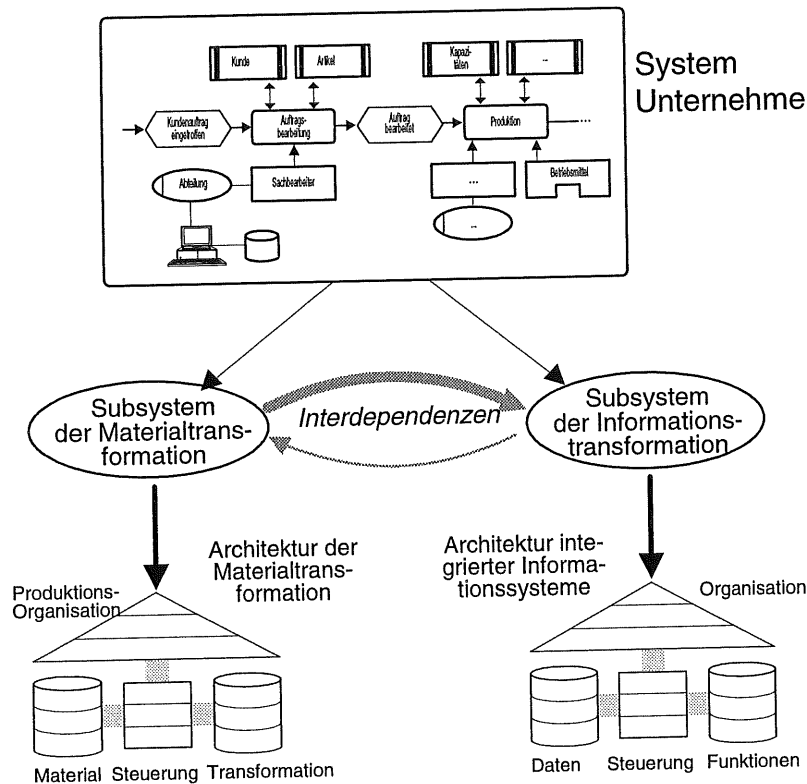 System
Unternehme
Kunde
Artikel
Kapazi-
täten
...
Kundenauftrag
eingetroffen
Auftrags-
bearbeitung
Auftrag
bearbeitet
Produktion
...
Abteilung
Sachbearbeiter
...
Betriebsmittel
...
Subsystem
der Materialtrans-
formation
Interdependenzen
Subsystem
der Informations-
transformation
Architektur der
Materialtrans-
formation
Architektur inte-
grierter Informa-
tionssysteme
Produktions-
Organisation
Organisation
Material Steuerung Transformation
Daten Steuerung Funktionen